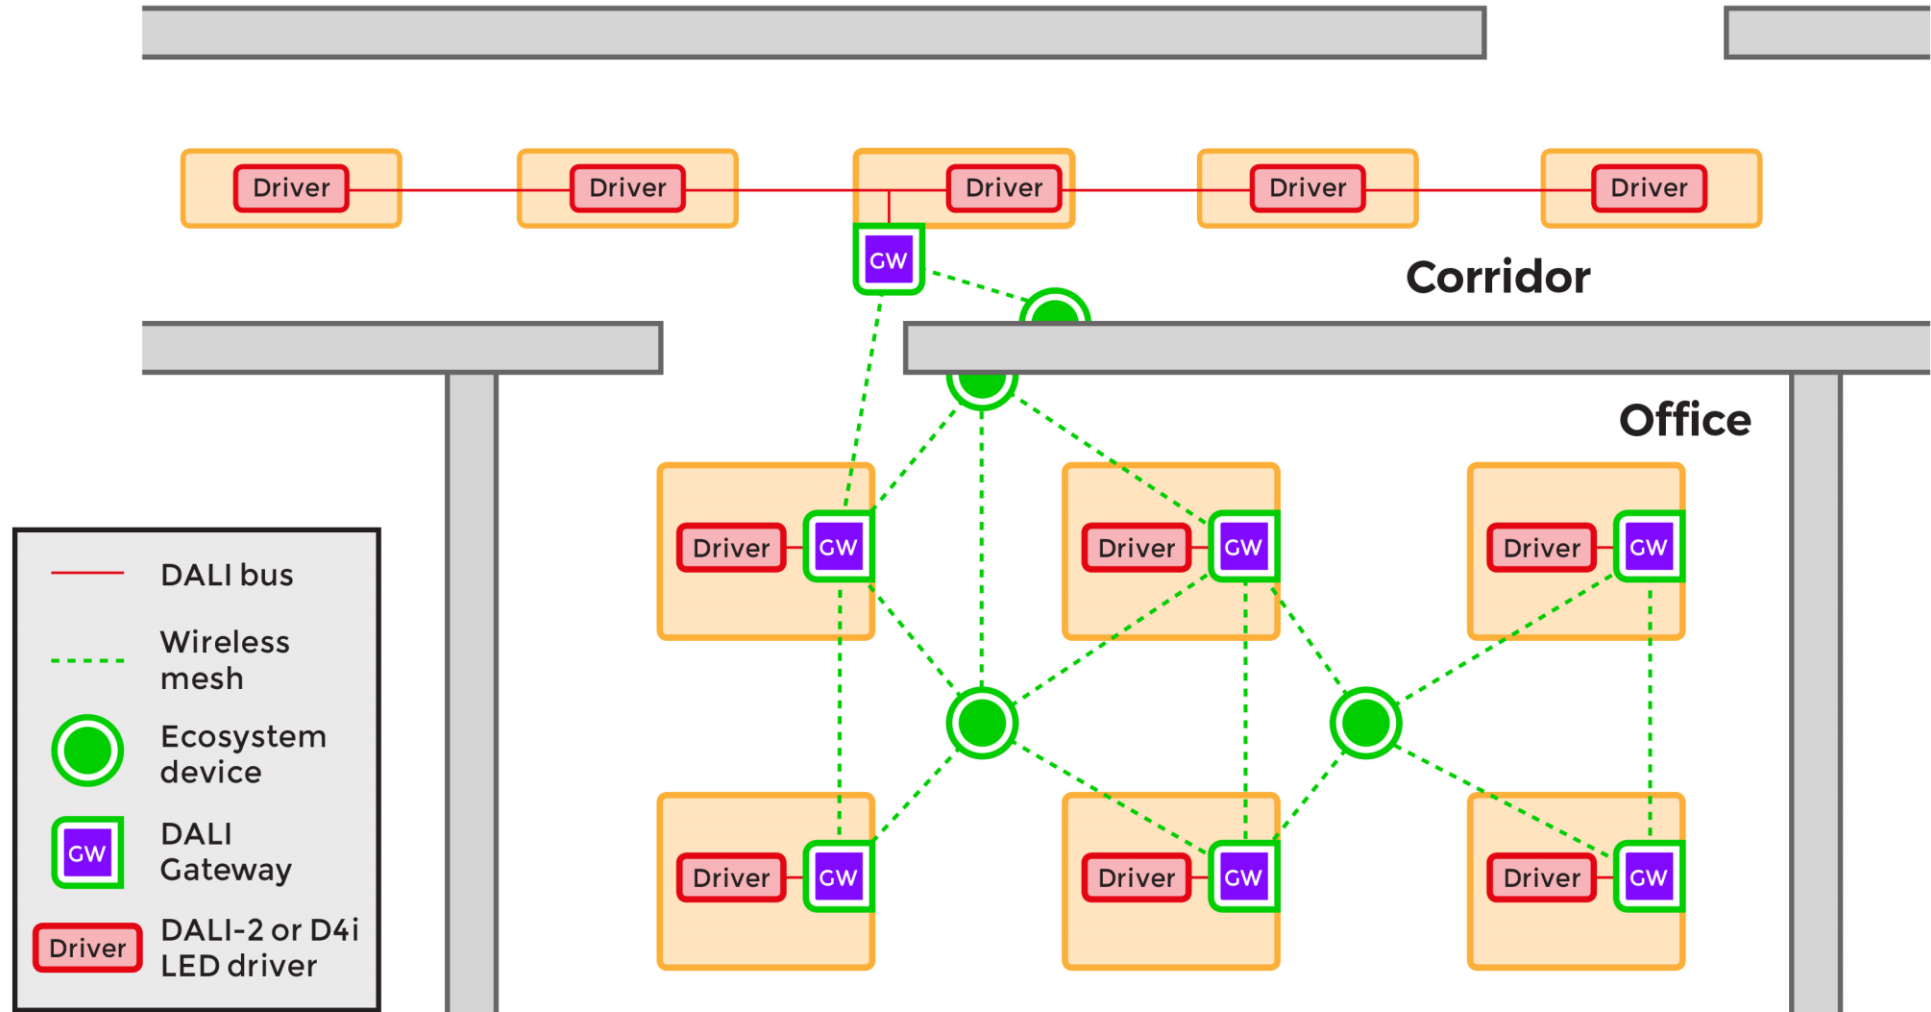 Driver
Driver
Driver
Driver
Driver
GW
Corridor
Office
Driver
GW
Driver
GW
Driver
GW
Driver
GW
Driver
GW
Driver
GW
DALI bus
Wireless
mesh
Ecosystem
device
GW
DALI
Gateway
Driver
DALI-2 or D4i
LED driver